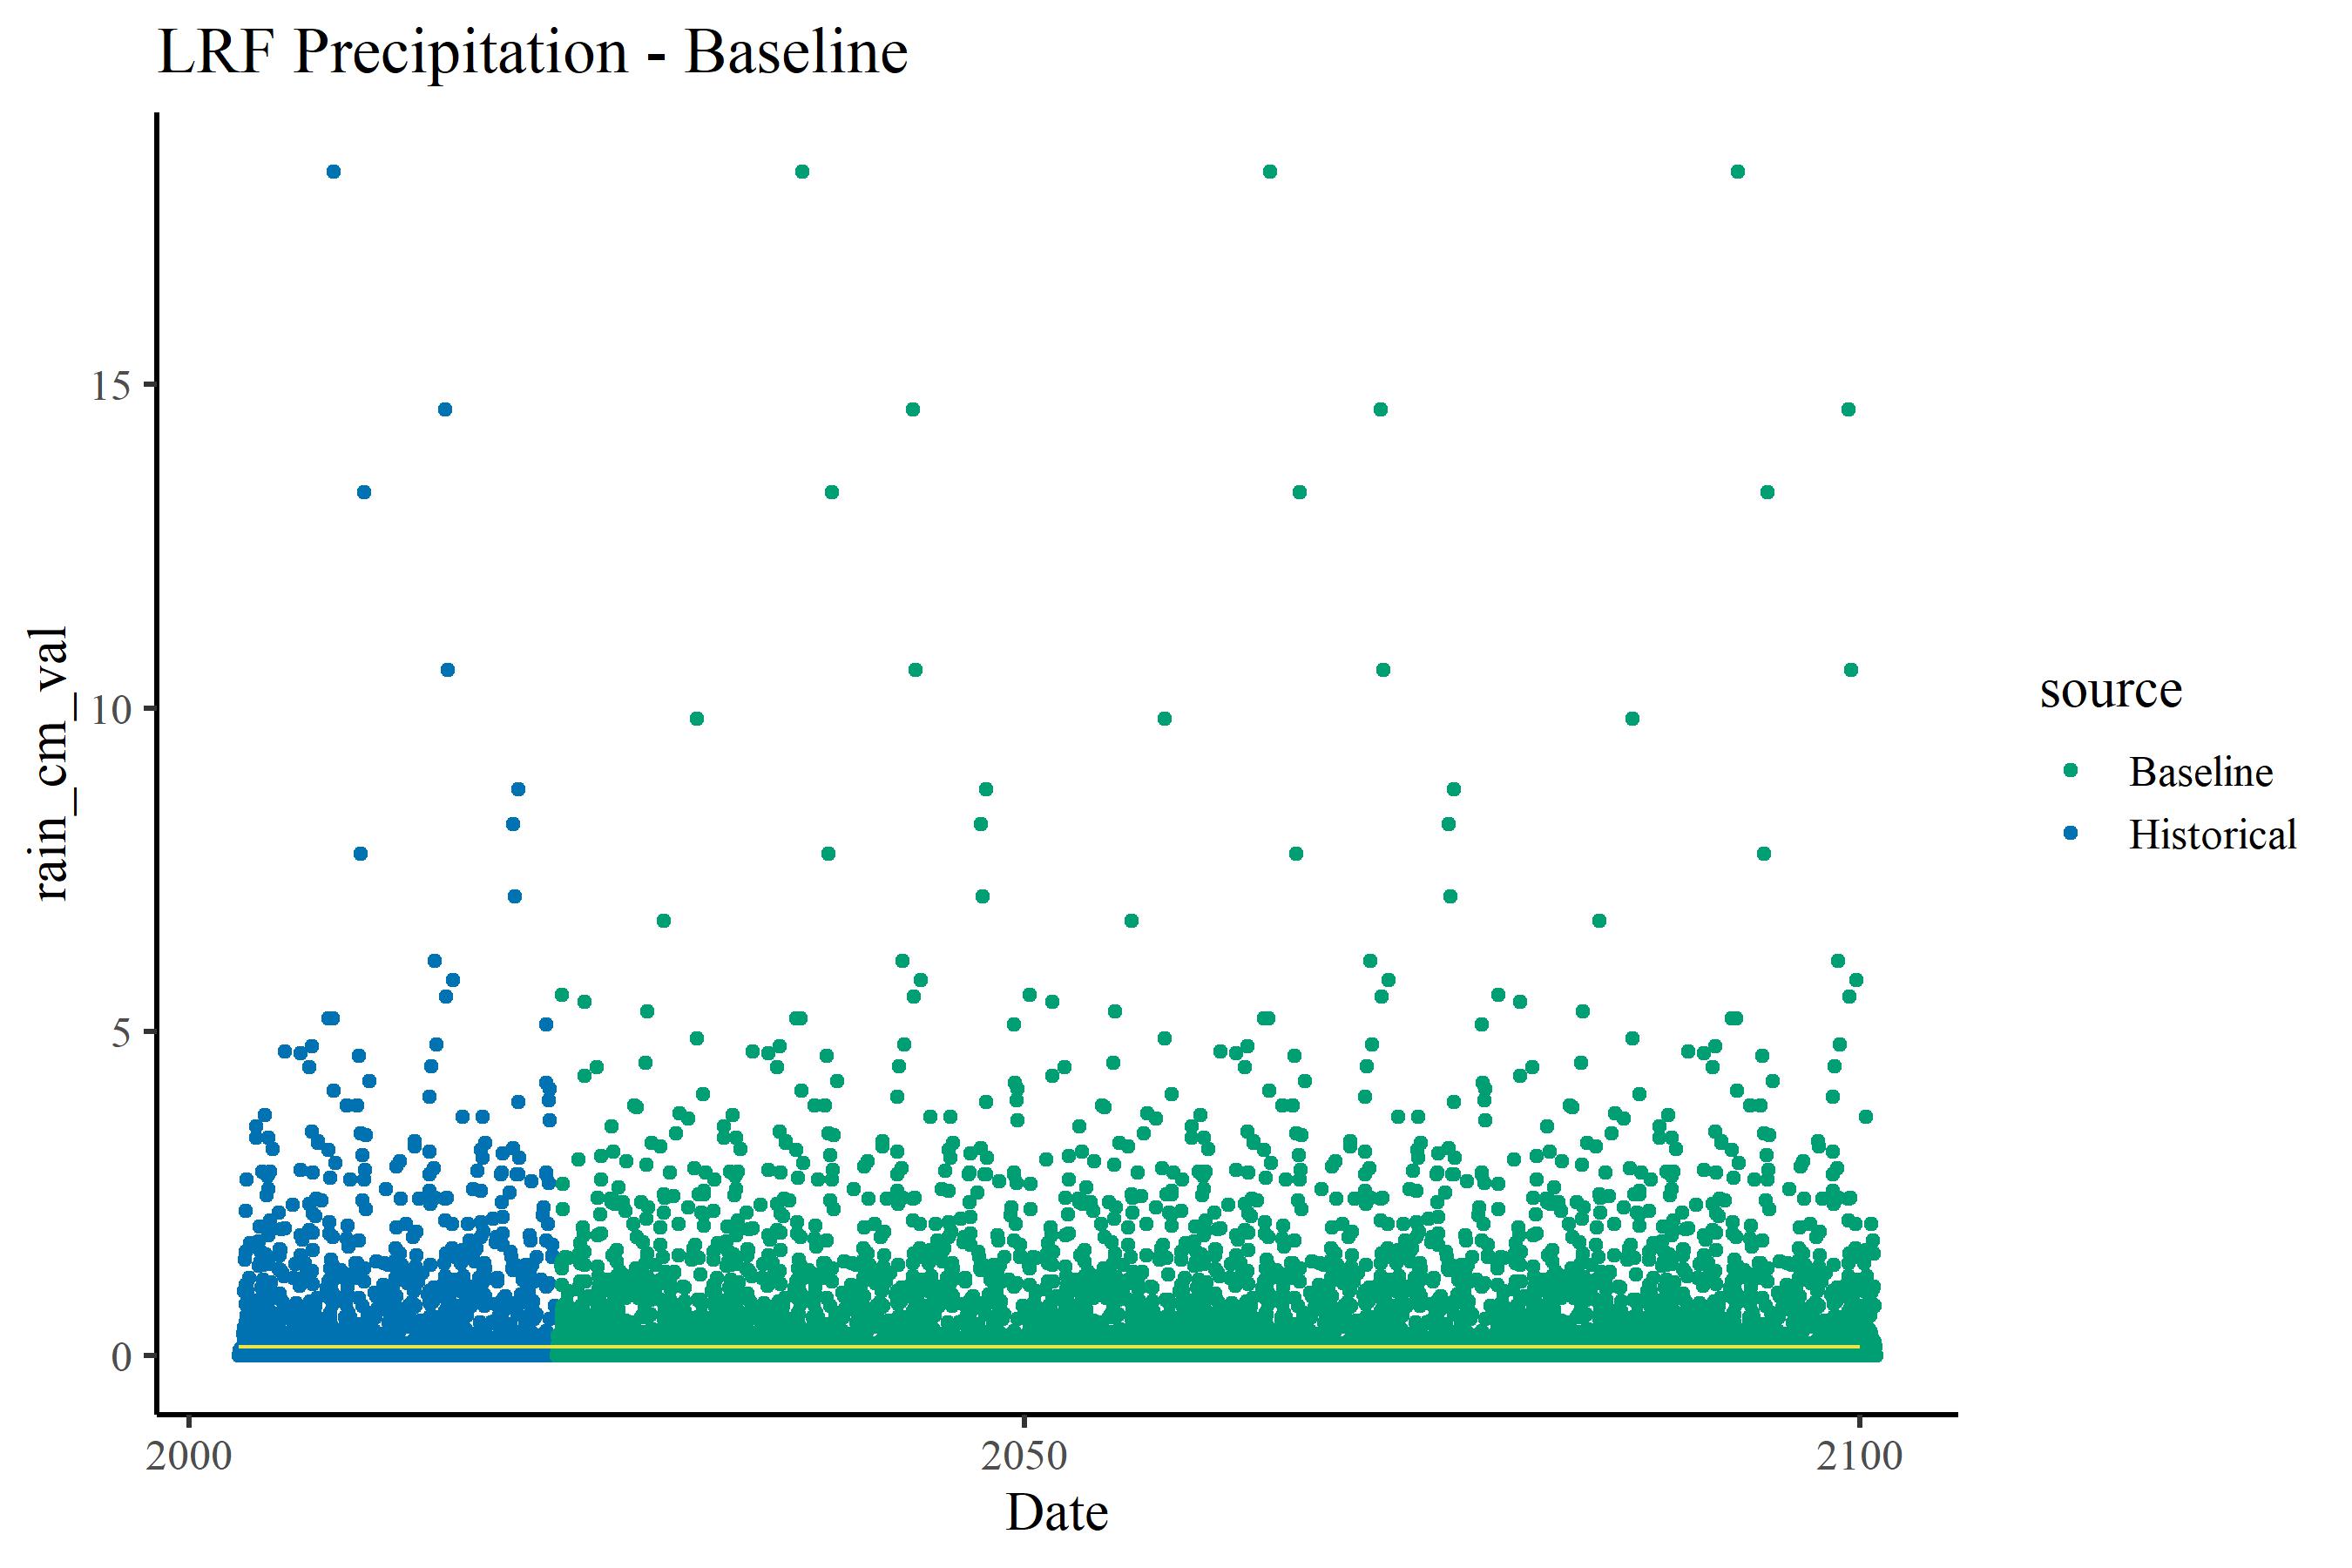 LRF Precipitation - Baseline
rain_cm_val
15
10
5
0
2000
2050
2100
Date
source
Baseline
Historical